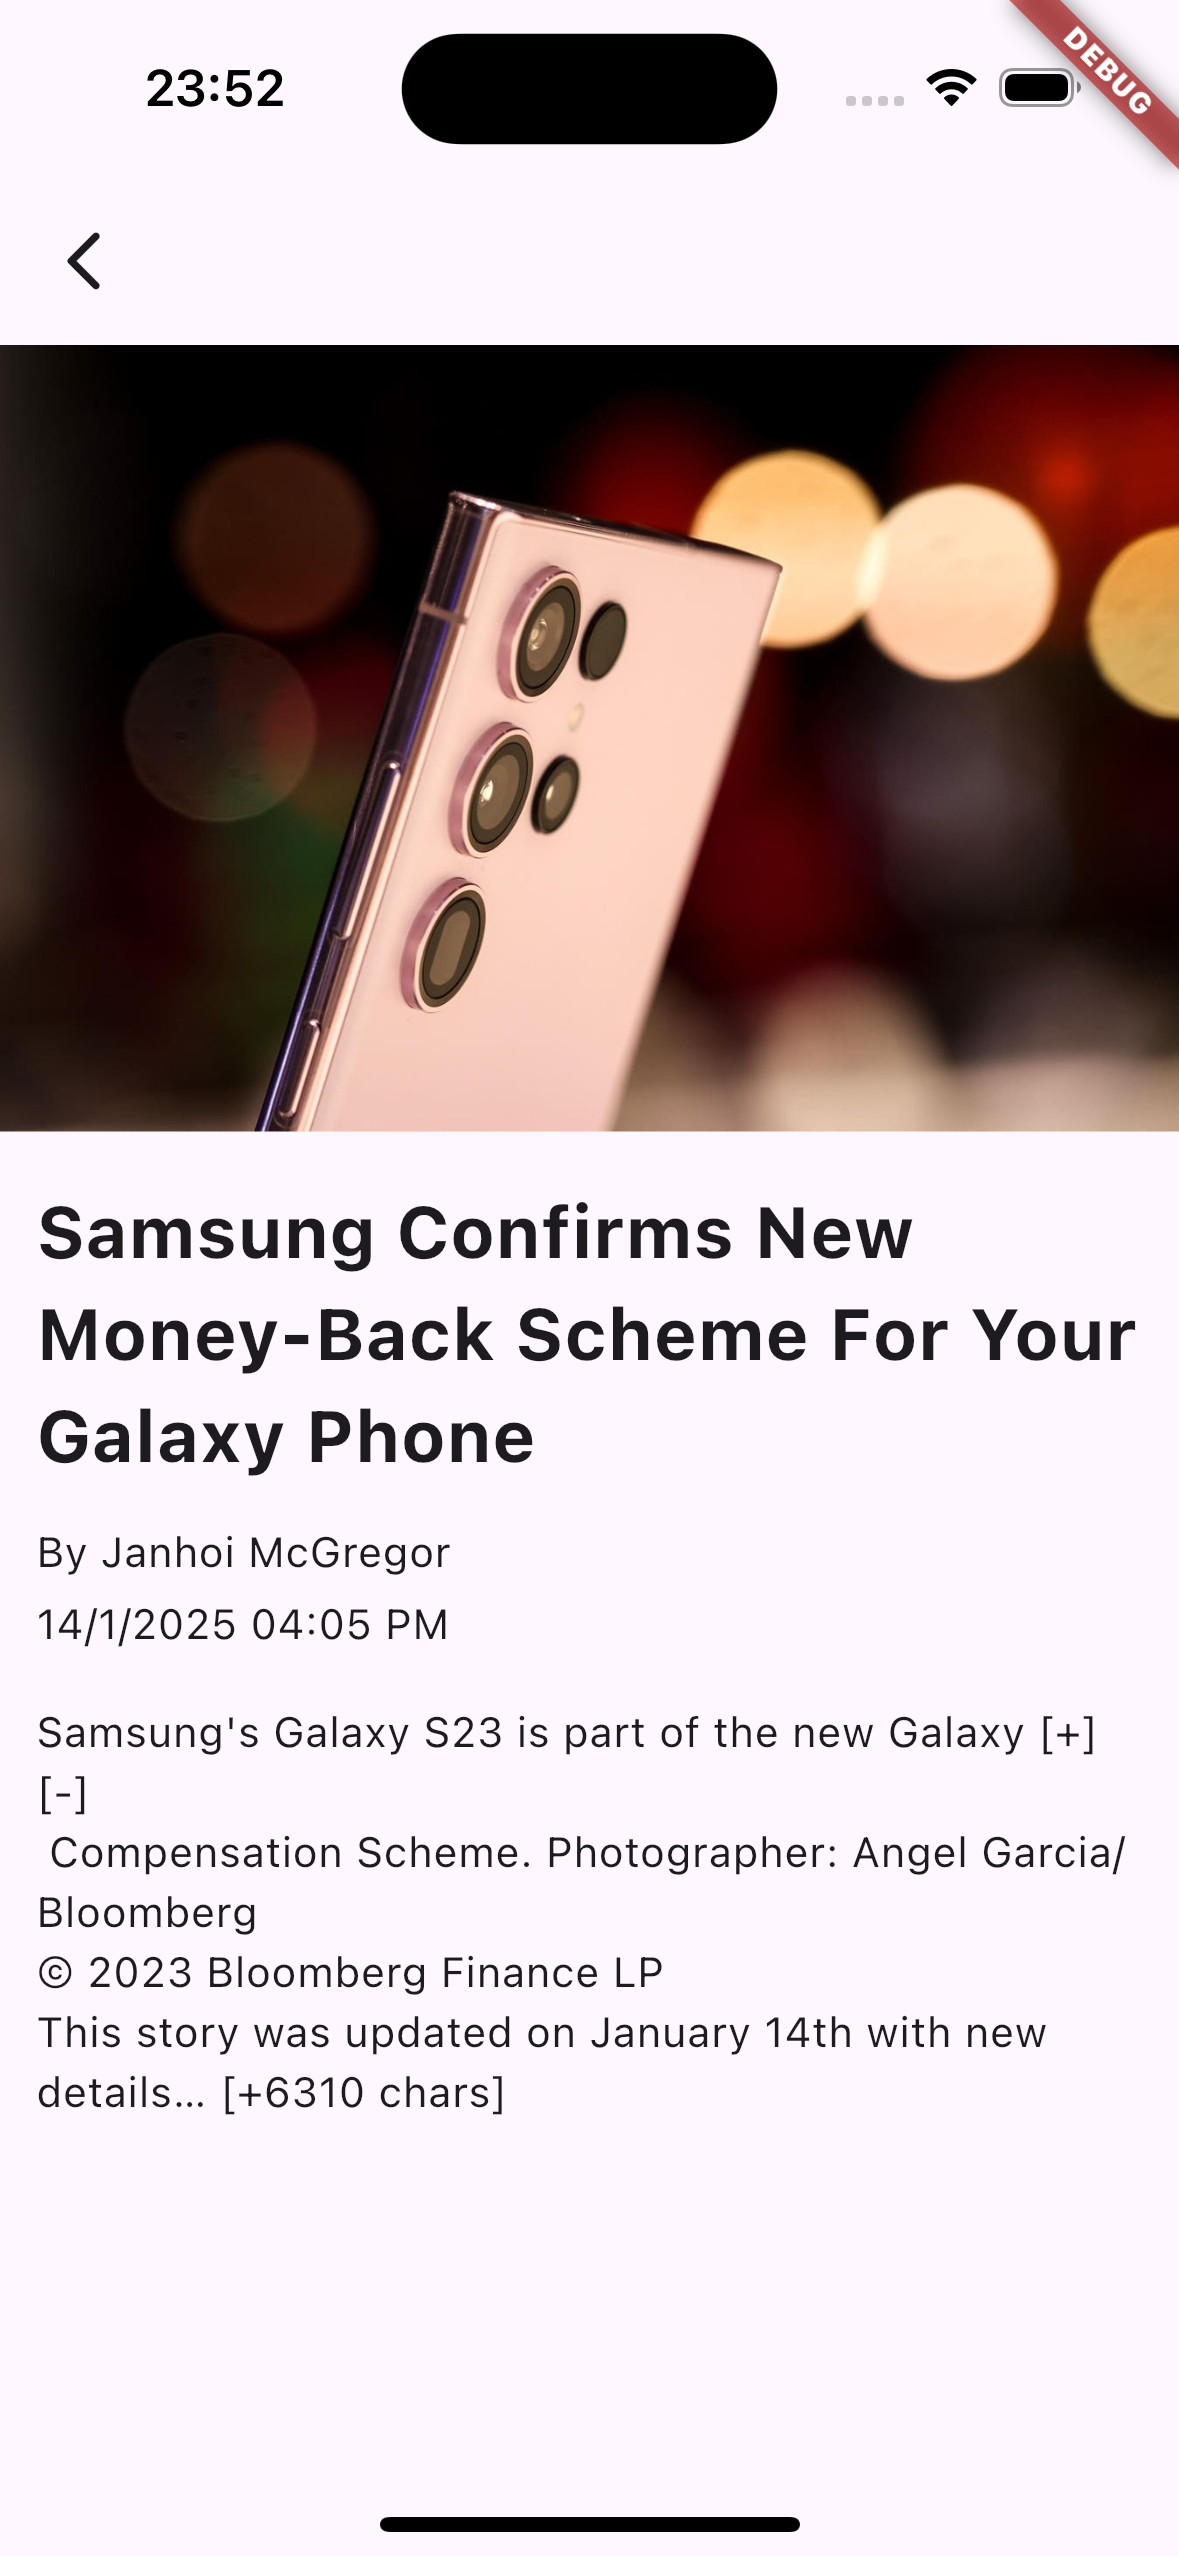 23:52
DEBUG
Samsung Confirms New
Money-Back Scheme For Your
Galaxy Phone
By Janhoi McGregor
14/1/2025 04:05 PM
Samsung's Galaxy S23 is part of the new Galaxy [+]
[-]
Compensation Scheme. Photographer: Angel Garcia/
Bloomberg
© 2023 Bloomberg Finance LP
This story was updated on January 14th with new
details… [+6310 chars]